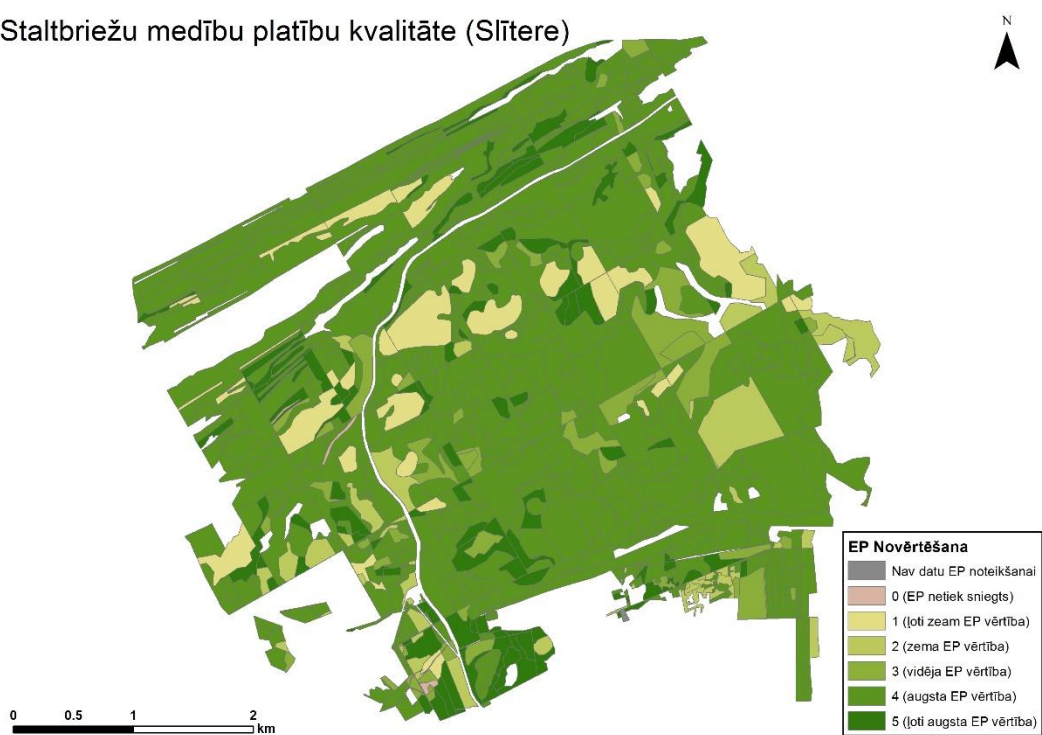 Staltbriežu medību platību kvalitāte (Slītere)
N
EP Novērtēšana
Nav datu EP noteikšanai
0 (EP netiek sniegts)
1 (ļoti zeam EP vērtība)
2 (zema EP vērtība)
3 (vidēja EP vērtība)
4 (augsta EP vērtība)
5 (ļoti augsta EP vērtība)
0 0.5 1 2
km